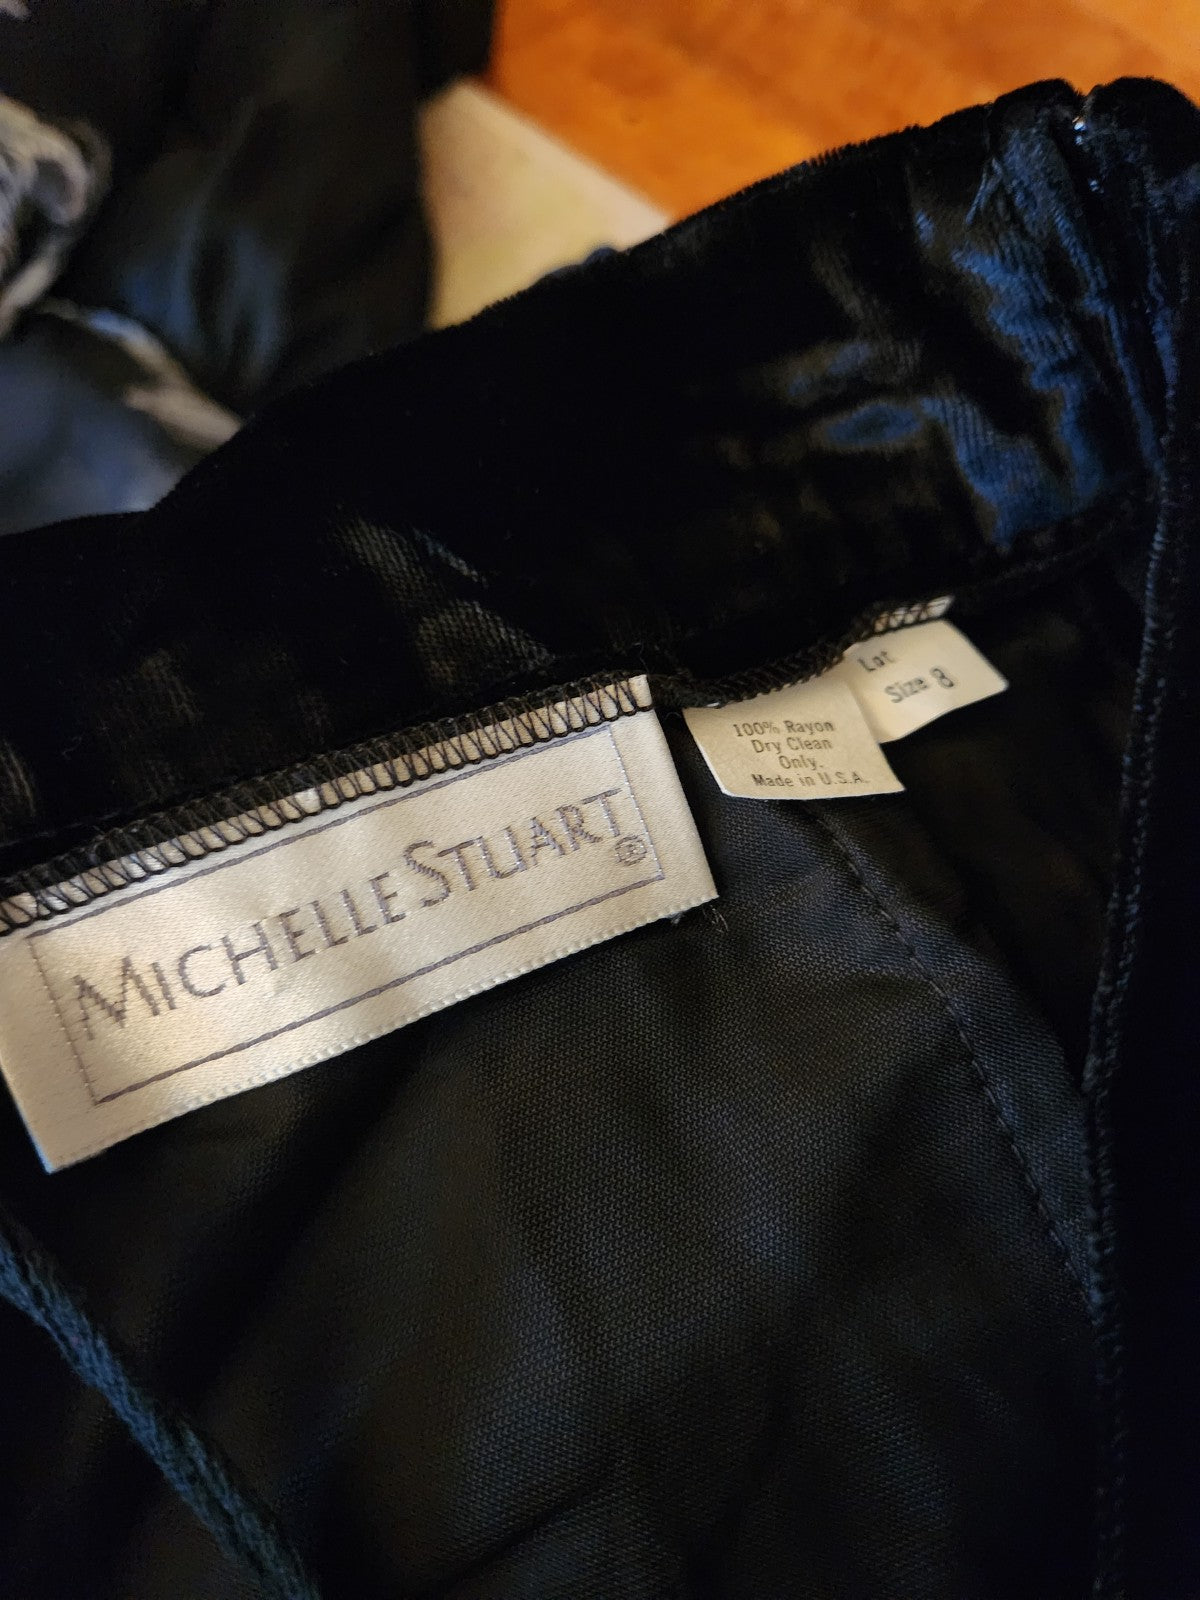 MICHELLE STUART®
100% Rayon
Dry Clean
Only.
Made in U.S.A.
Lot
Size 8